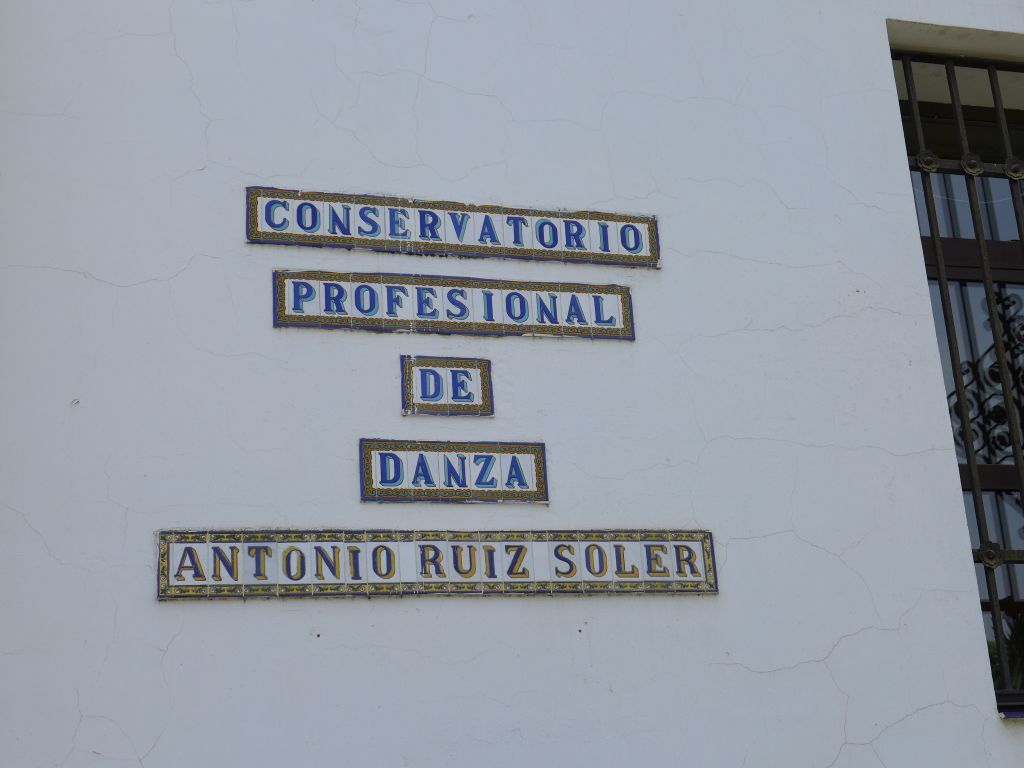 CONSERVATORIO
PROFESIONAL
DE
DANZA
ANTONIO RUIZ SOLER